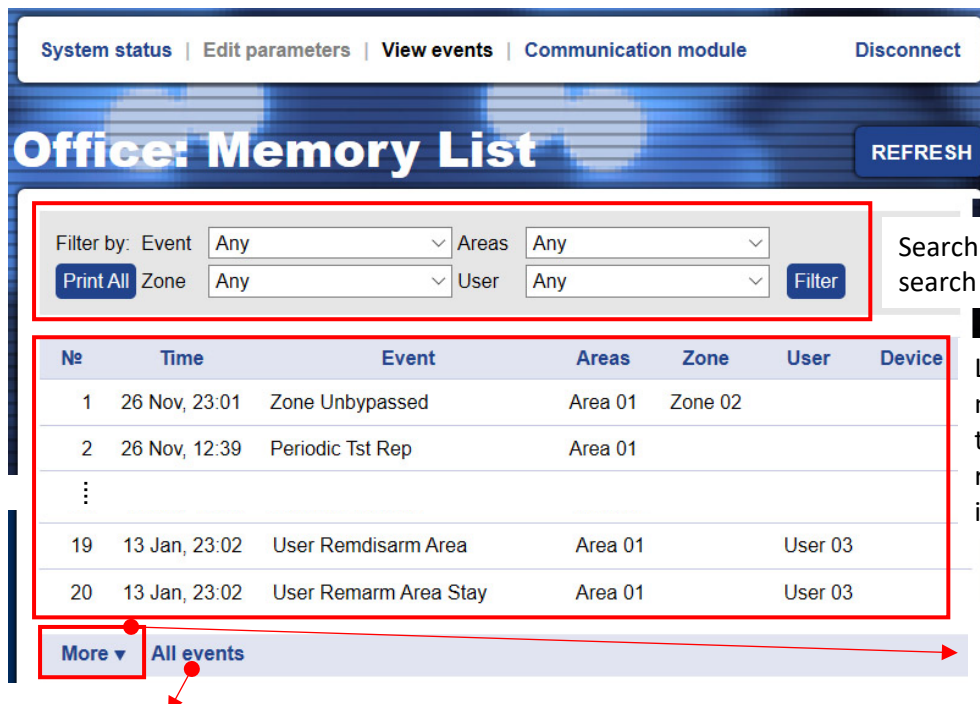 System status | Edit parameters | View events | Communication module Disconnect
Office: Memory List
REFRESH
Filter by: Event Any Areas Any
Print All Zone Any User Any Filter
Search
search
№ Time Event Areas Zone User Device
1 26 Nov, 23:01 Zone Unbypassed Area 01 Zone 02
2 26 Nov, 12:39 Periodic Tst Rep Area 01
⋮
19 13 Jan, 23:02 User Remdisarm Area Area 01 User 03
20 13 Jan, 23:02 User Remarm Area Stay Area 01 User 03
More ▾ All events